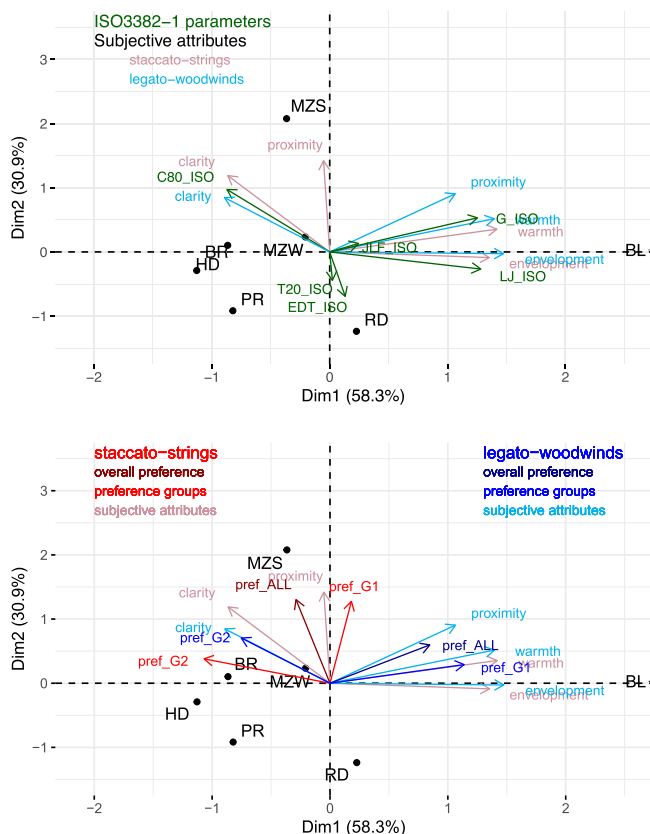 ISO3382−1 parameters
Subjective attributes
staccato−strings
legato−woodwinds
MZS
proximity
clarity
C80_ISO
clarity
proximity
G_ISO
warmth
warmth
JLF_ISO
MZW
BR
HD
BL
envelopment
envelopment
LJ_ISO
T20_ISO
EDT_ISO
PR
RD
3
2
1
0
−1
−2
−1
0
1
2
Dim2 (30.9%)
Dim1 (58.3%)
staccato−strings
overall preference
preference groups
subjective attributes
legato−woodwinds
overall preference
preference groups
subjective attributes
MZS
proximity
pref_ALL
pref_G1
clarity
clarity
pref_G2
pref_G2
proximity
pref_ALL
warmth
warmth
pref_G1
BR
MZW
BL
envelopment
envelopment
HD
PR
RD
3
2
1
0
−1
−2
−1
0
1
2
Dim2 (30.9%)
Dim1 (58.3%)